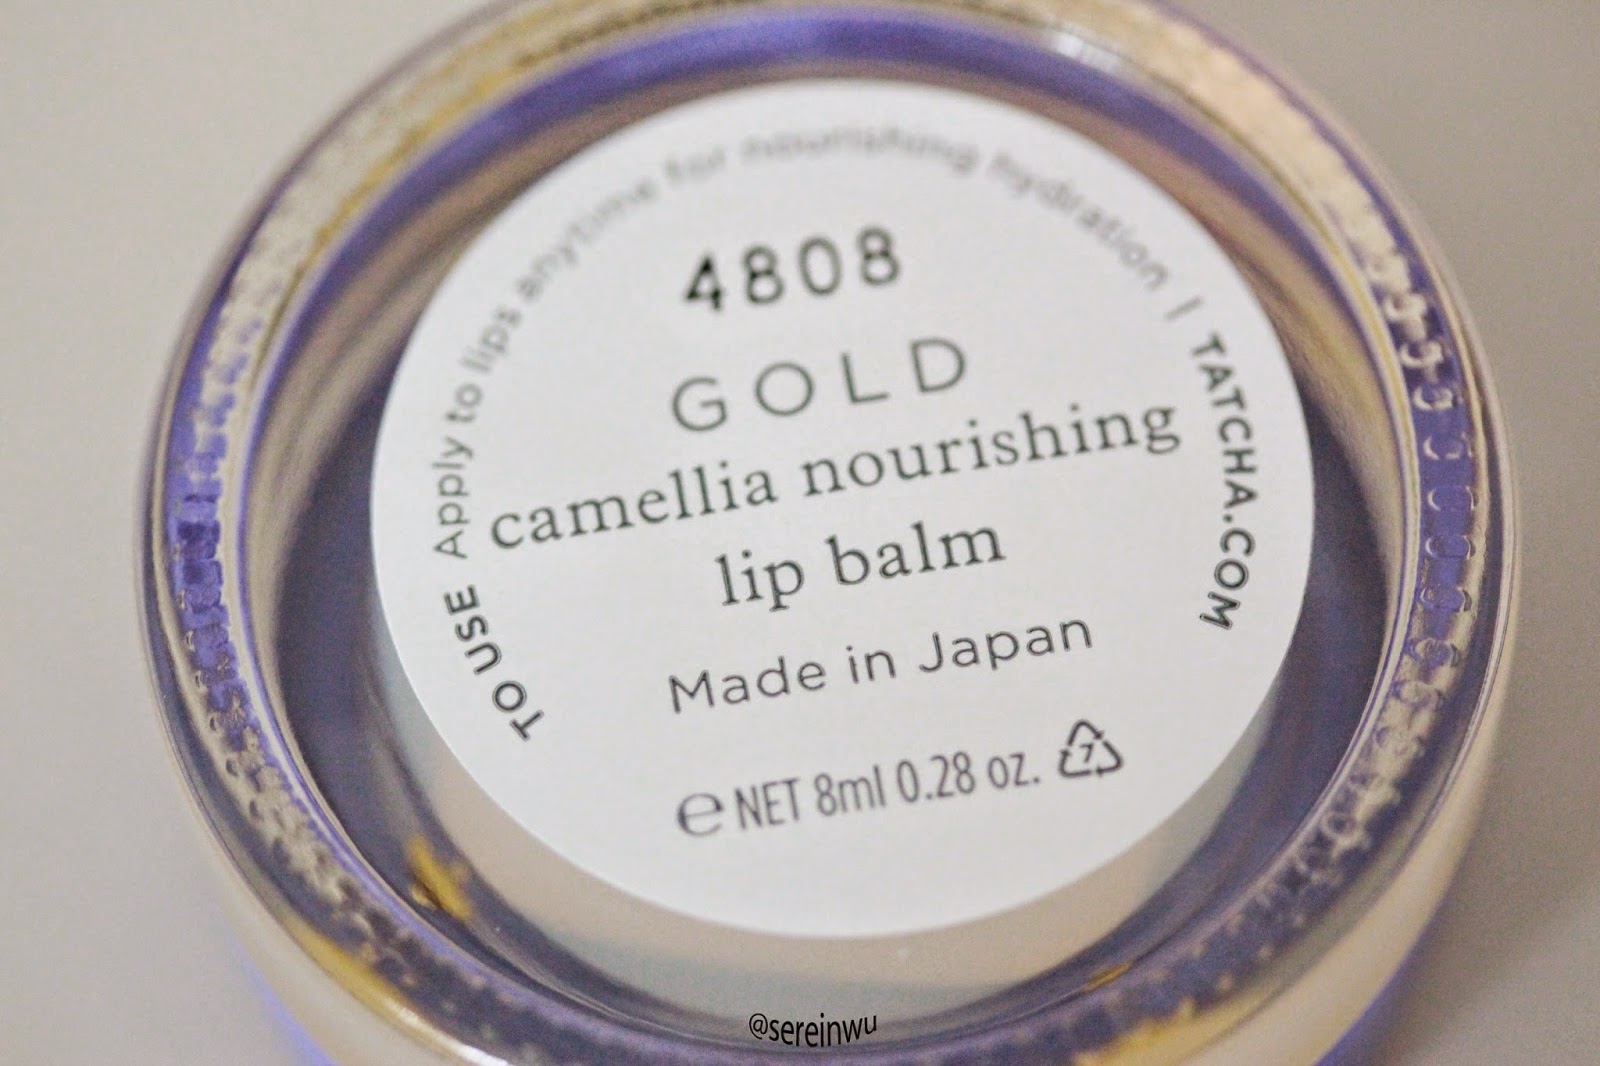 TO USE Apply to lips anytime for nourishing hydration | TATCHA.COM
4808
GOLD
camellia nourishing
lip balm
Made in Japan
℮ NET 8ml 0.28 oz. 7
@sereinwu